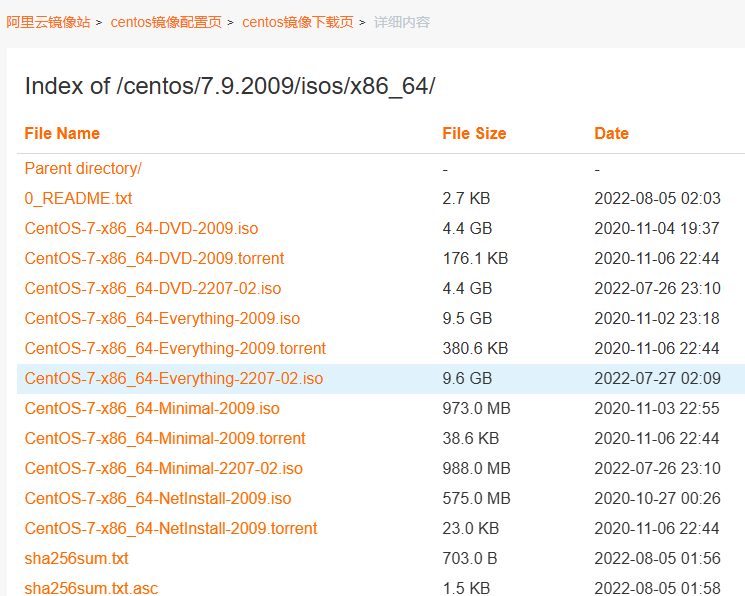 阿里云镜像站 > centos镜像配置页 > centos镜像下载页 > 详细内容
Index of /centos/7.9.2009/isos/x86_64/
File Name File Size Date
Parent directory/ - -
0_README.txt 2.7 KB 2022-08-05 02:03
CentOS-7-x86_64-DVD-2009.iso 4.4 GB 2020-11-04 19:37
CentOS-7-x86_64-DVD-2009.torrent 176.1 KB 2020-11-06 22:44
CentOS-7-x86_64-DVD-2207-02.iso 4.4 GB 2022-07-26 23:10
CentOS-7-x86_64-Everything-2009.iso 9.5 GB 2020-11-02 23:18
CentOS-7-x86_64-Everything-2009.torrent 380.6 KB 2020-11-06 22:44
CentOS-7-x86_64-Everything-2207-02.iso 9.6 GB 2022-07-27 02:09
CentOS-7-x86_64-Minimal-2009.iso 973.0 MB 2020-11-03 22:55
CentOS-7-x86_64-Minimal-2009.torrent 38.6 KB 2020-11-06 22:44
CentOS-7-x86_64-Minimal-2207-02.iso 988.0 MB 2022-07-26 23:10
CentOS-7-x86_64-NetInstall-2009.iso 575.0 MB 2020-10-27 00:26
CentOS-7-x86_64-NetInstall-2009.torrent 23.0 KB 2020-11-06 22:44
sha256sum.txt 703.0 B 2022-08-05 01:56
sha256sum.txt.asc 1.5 KB 2022-08-05 01:58